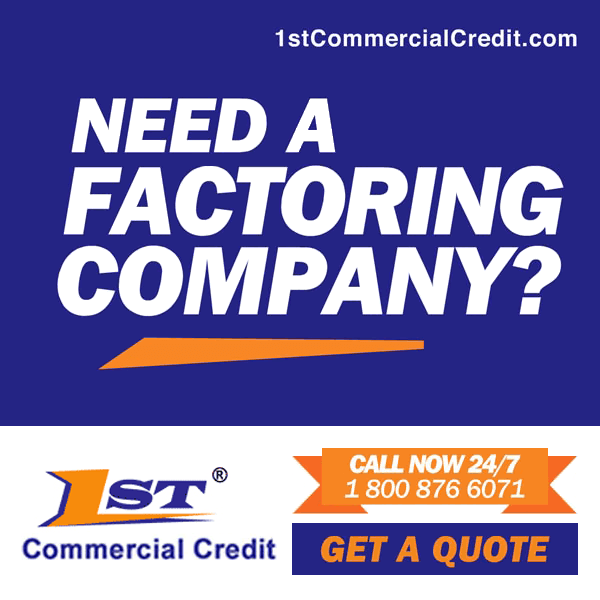 1stCommercialCredit.com
NEED A
FACTORING
COMPANY?
1ST®
Commercial Credit
CALL NOW 24/7
1 800 876 6071
GET A QUOTE